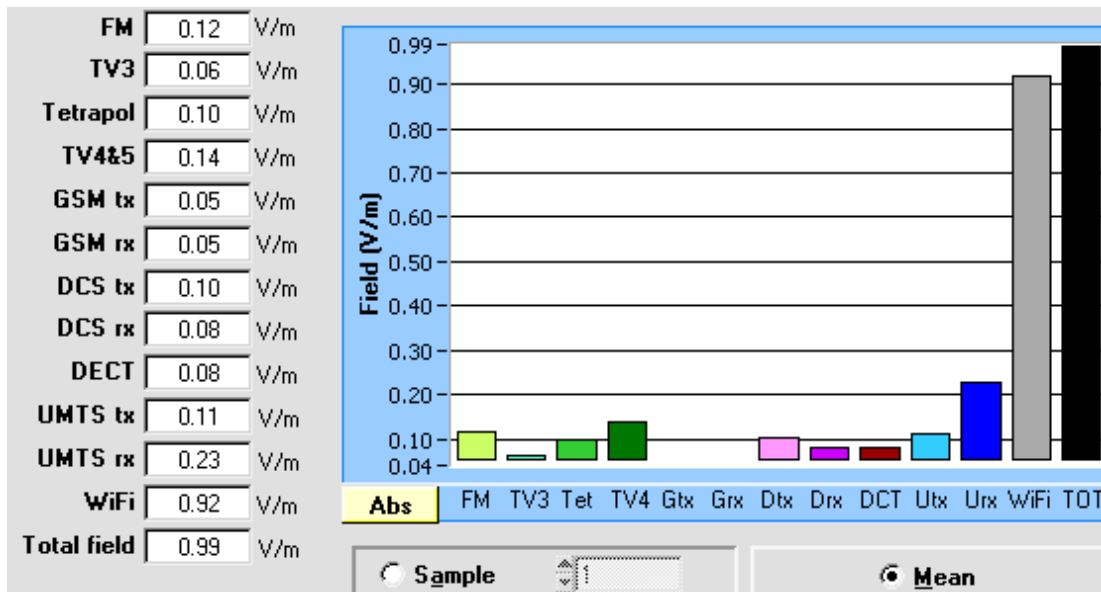 FM 0.12 V/m
TV3 0.06 V/m
Tetrapol 0.10 V/m
TV4&5 0.14 V/m
GSM tx 0.05 V/m
GSM rx 0.05 V/m
DCS tx 0.10 V/m
DCS rx 0.08 V/m
DECT 0.08 V/m
UMTS tx 0.11 V/m
UMTS rx 0.23 V/m
WiFi 0.92 V/m
Total field 0.99 V/m
Field (V/m)
0.99
0.90
0.80
0.70
0.60
0.50
0.40
0.30
0.20
0.10
0.04
Abs
FM TV3 Tet TV4 Gtx Grx Dtx Drx DCT Utx Urx WiFi TOT
Sample 1
Mean